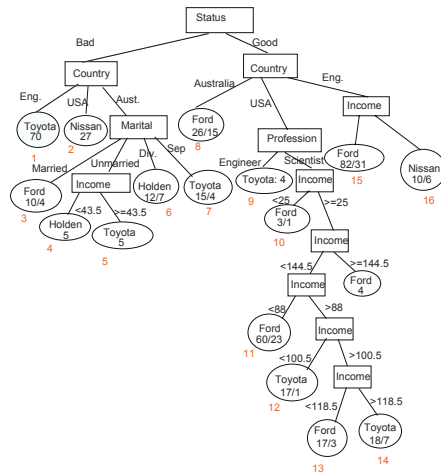 Status
Bad
Good
Country
Country
Eng.
USA
Aust.
Australia
USA
Eng.
Toyota
70
1
Nissan
27
2
Marital
Ford
26/15
8
Income
Profession
Married
Unmarried
Div.
Sep
Engineer
Scientist
Ford
82/31
15
Nissan
10/6
16
Ford
10/4
3
Income
Holden
12/7
6
Toyota
15/4
7
Toyota: 4
9
Income
<43.5
>=43.5
<25
>=25
Holden
5
4
Toyota
5
5
Ford
3/1
10
Income
<144.5
>=144.5
Income
Ford
4
<88
>88
Ford
60/23
11
Income
<100.5
>100.5
Toyota
17/1
12
Income
<118.5
>118.5
Ford
17/3
13
Toyota
18/7
14